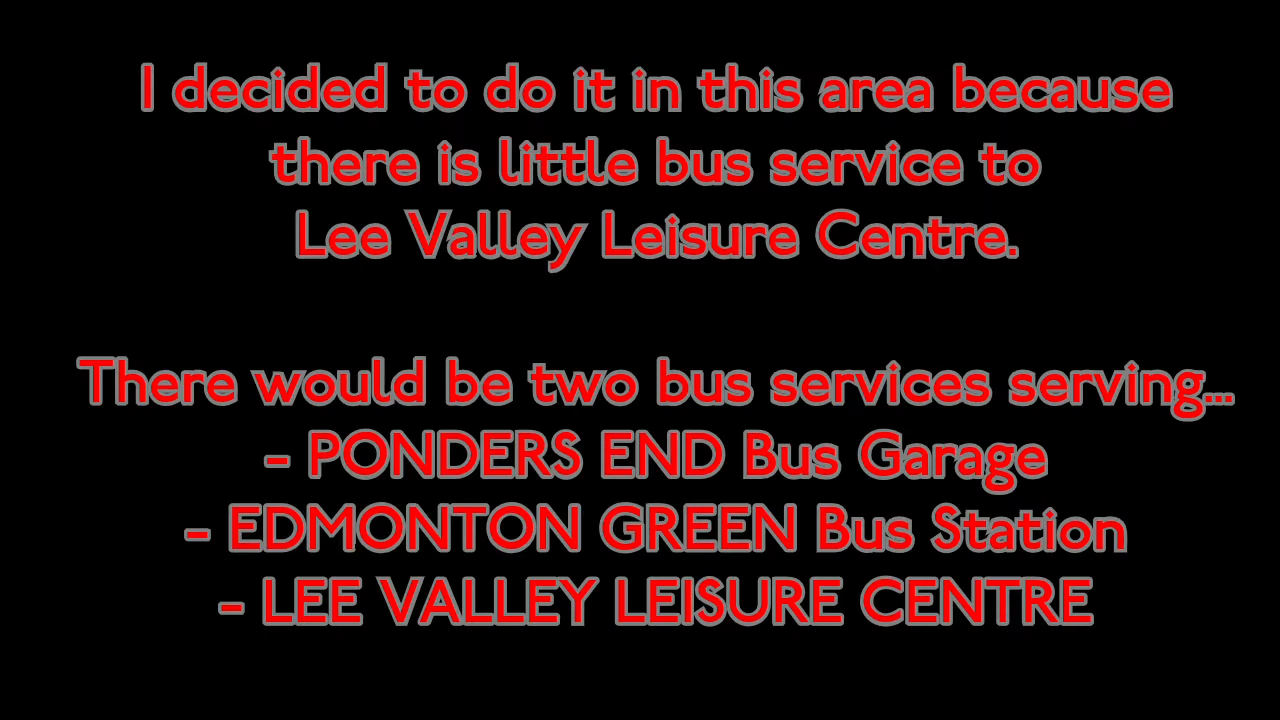 I decided to do it in this area because
there is little bus service to
Lee Valley Leisure Centre.
There would be two bus services serving...
- PONDERS END Bus Garage
- EDMONTON GREEN Bus Station
- LEE VALLEY LEISURE CENTRE